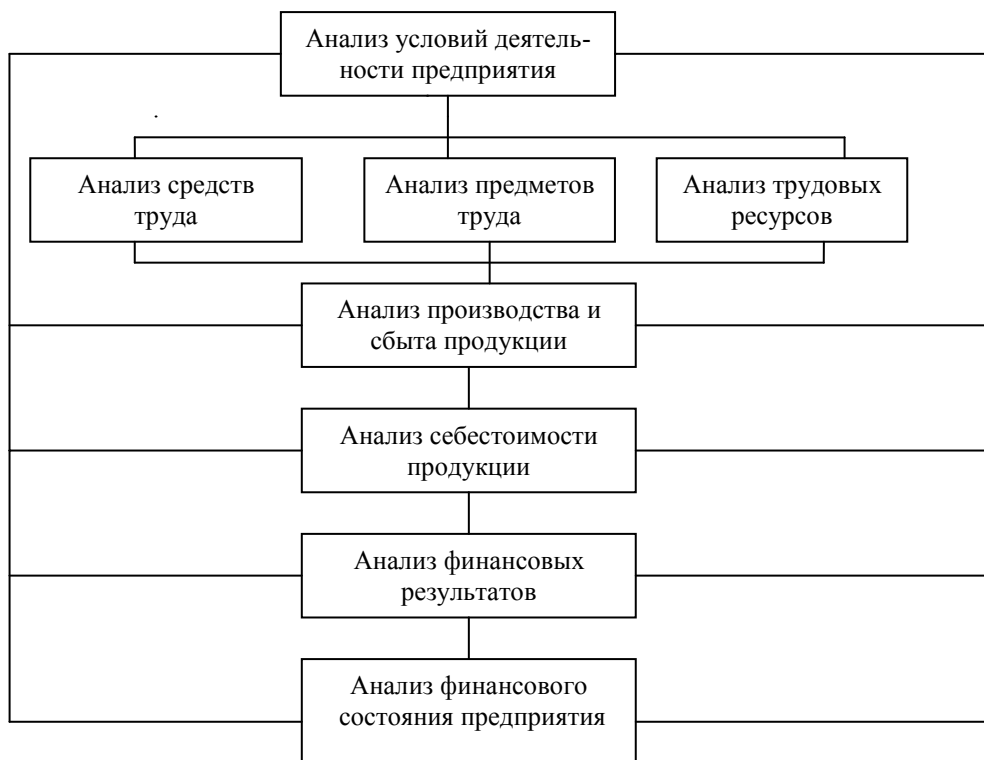 Анализ условий деятель-
ности предприятия
Анализ средств
труда
Анализ предметов
труда
Анализ трудовых
ресурсов
Анализ производства и
сбыта продукции
Анализ себестоимости
продукции
Анализ финансовых
результатов
Анализ финансового
состояния предприятия